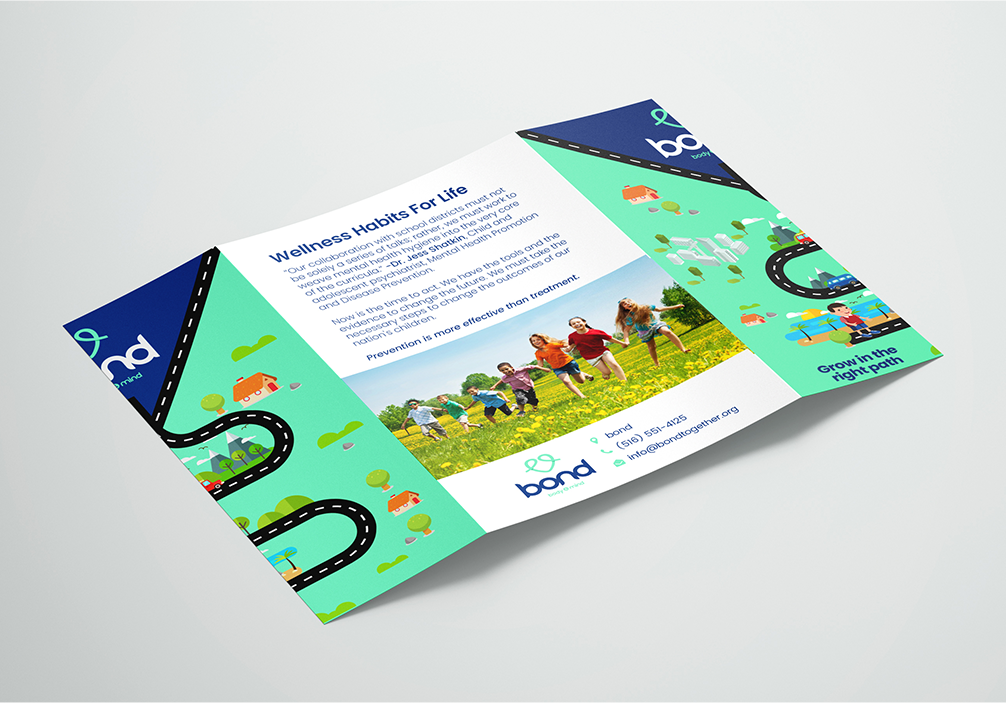 ond
mind
Wellness Habits For Life
"Our collaboration with school districts must not
be solely a series of talks; rather, we must work to
weave mental health hygiene into the very core
of the curricula." -Dr. Jess Shatkin, Child and
adolescent psychiatrist, Mental Health Promotion
and Disease Prevention.
Now is the time to act. We have the tools and the
evidence to change the future. We must take the
necessary steps to change the outcomes of our
nation's children.
Prevention is more effective than treatment.
bond
body & mind
bond
(516) 551-4125
info@bondtogether.org
bo
body
Grow in the
right path